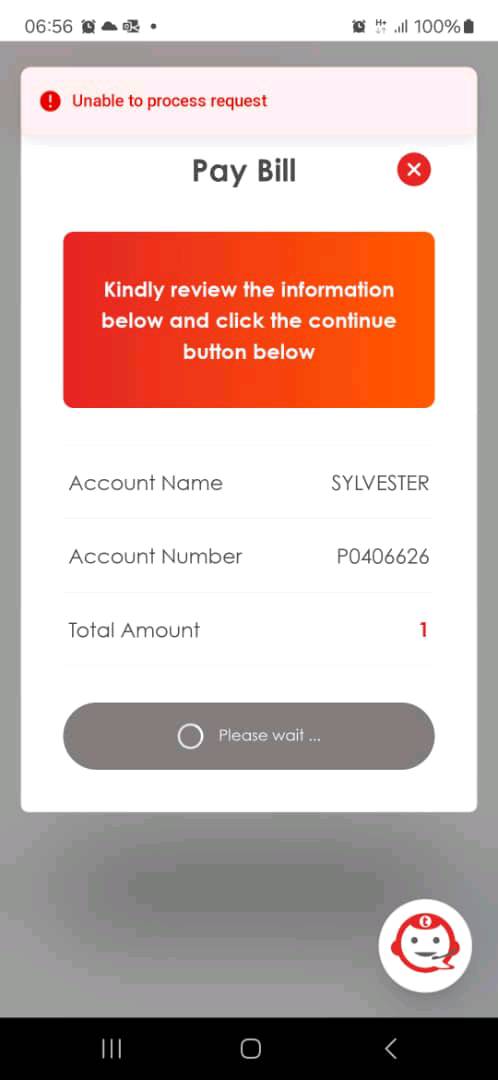 06:56
H+
100%
Unable to process request
Pay Bill
Kindly review the information
below and click the continue
button below
Account Name SYLVESTER
Account Number P0406626
Total Amount 1
Please wait ...
t